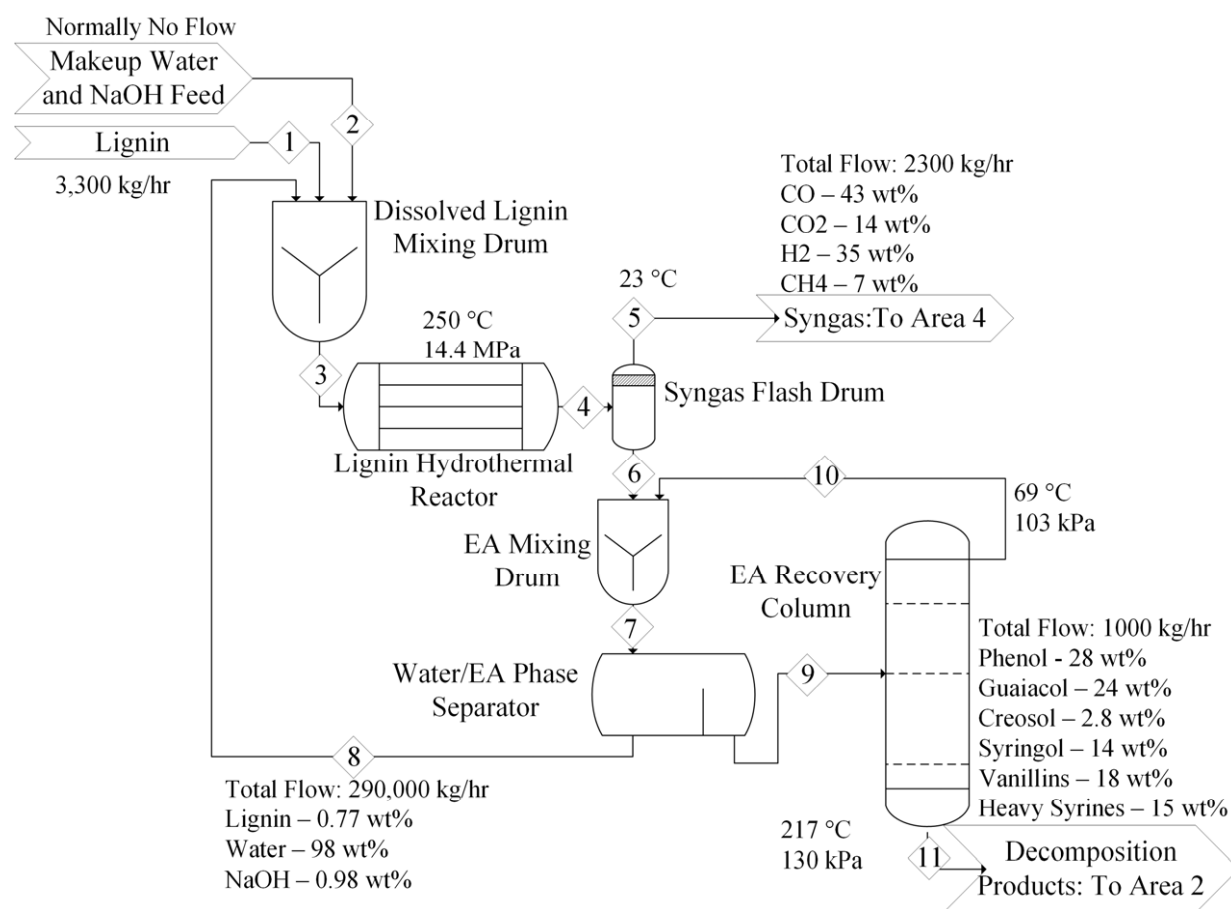 Normally No Flow
Makeup Water
and NaOH Feed
2
Lignin
1
3,300 kg/hr
Total Flow: 2300 kg/hr
CO – 43 wt%
CO2 – 14 wt%
H2 – 35 wt%
CH4 – 7 wt%
Dissolved Lignin
Mixing Drum
23 °C
5
Syngas:To Area 4
250 °C
14.4 MPa
3
4
Syngas Flash Drum
Lignin Hydrothermal
Reactor
6
10
69 °C
103 kPa
EA Mixing
Drum
EA Recovery
Column
7
Total Flow: 1000 kg/hr
Phenol - 28 wt%
Guaiacol – 24 wt%
Creosol – 2.8 wt%
Syringol – 14 wt%
Vanillins – 18 wt%
Heavy Syrines – 15 wt%
Water/EA Phase
Separator
9
8
Total Flow: 290,000 kg/hr
Lignin – 0.77 wt%
Water – 98 wt%
NaOH – 0.98 wt%
217 °C
130 kPa
11
Decomposition
Products: To Area 2